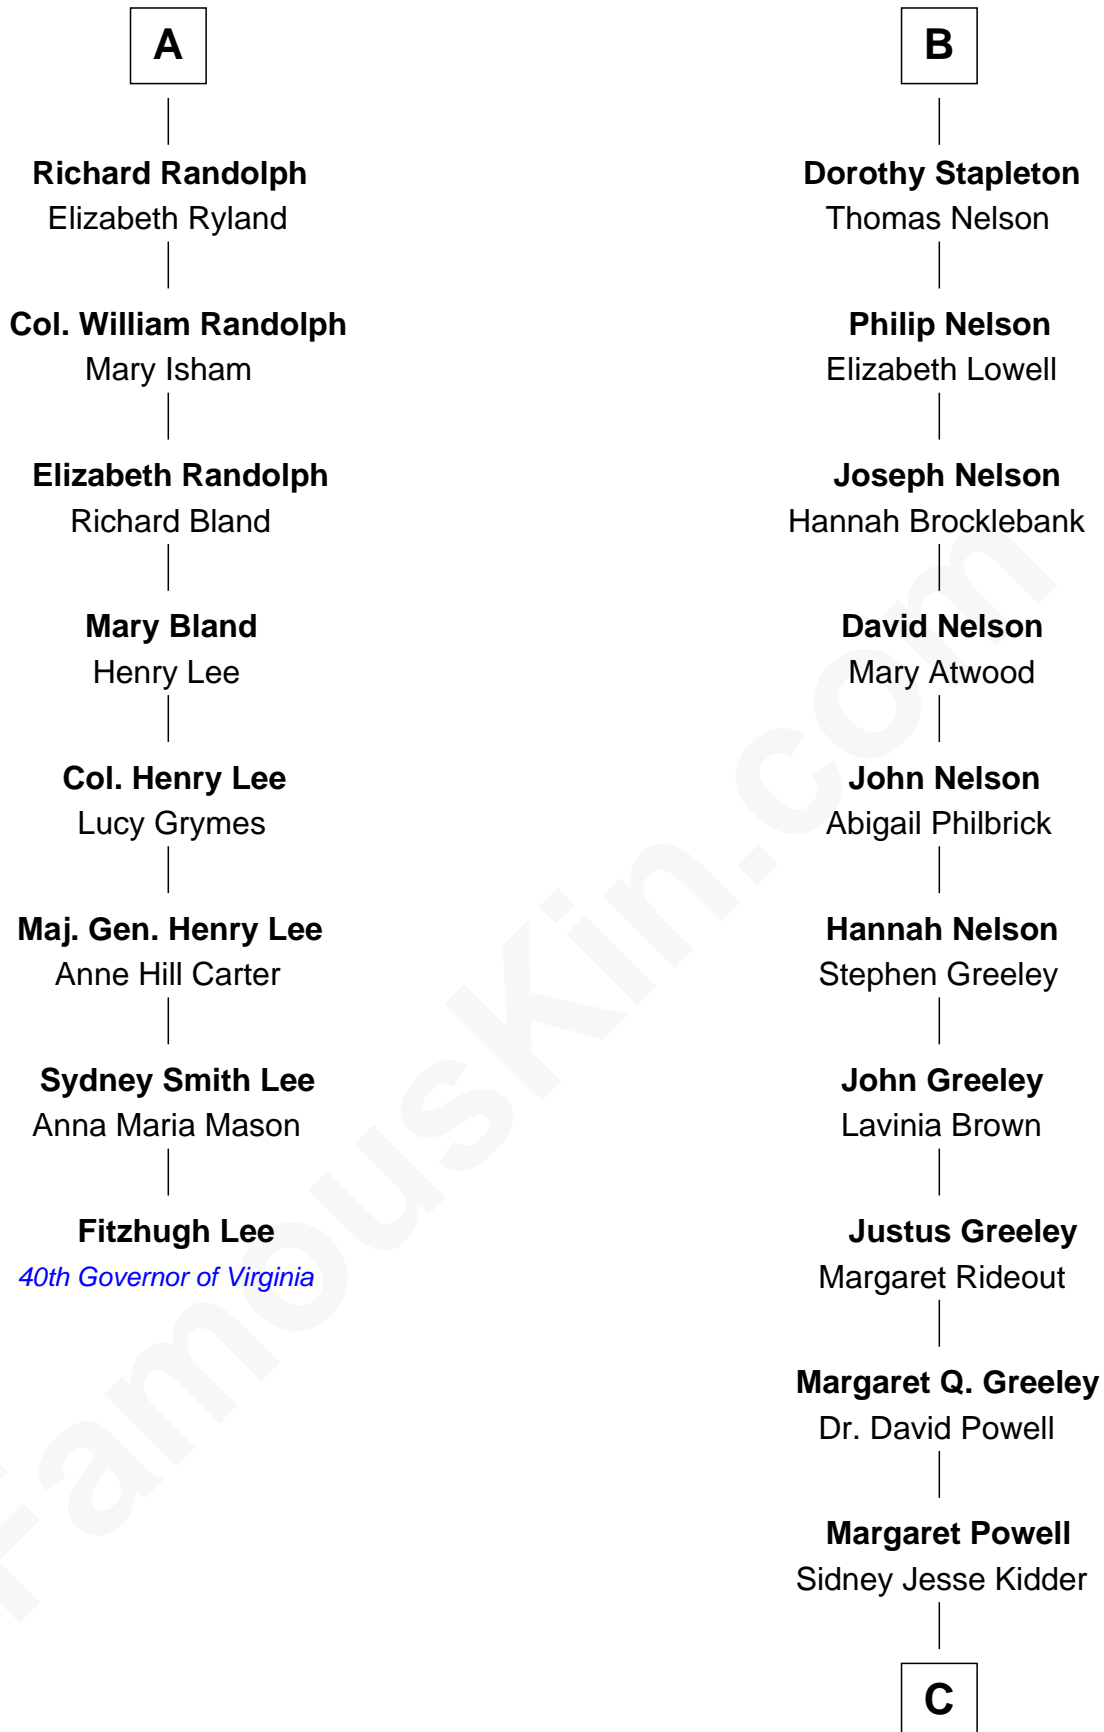 A
Richard Randolph
Elizabeth Ryland
Col. William Randolph
Mary Isham
Elizabeth Randolph
Richard Bland
Mary Bland
Henry Lee
Col. Henry Lee
Lucy Grymes
Maj. Gen. Henry Lee
Anne Hill Carter
Sydney Smith Lee
Anna Maria Mason
Fitzhugh Lee
40th Governor of Virginia
B
Dorothy Stapleton
Thomas Nelson
Philip Nelson
Elizabeth Lowell
Joseph Nelson
Hannah Brocklebank
David Nelson
Mary Atwood
John Nelson
Abigail Philbrick
Hannah Nelson
Stephen Greeley
John Greeley
Lavinia Brown
Justus Greeley
Margaret Rideout
Margaret Q. Greeley
Dr. David Powell
Margaret Powell
Sidney Jesse Kidder
C
FamousKin.com